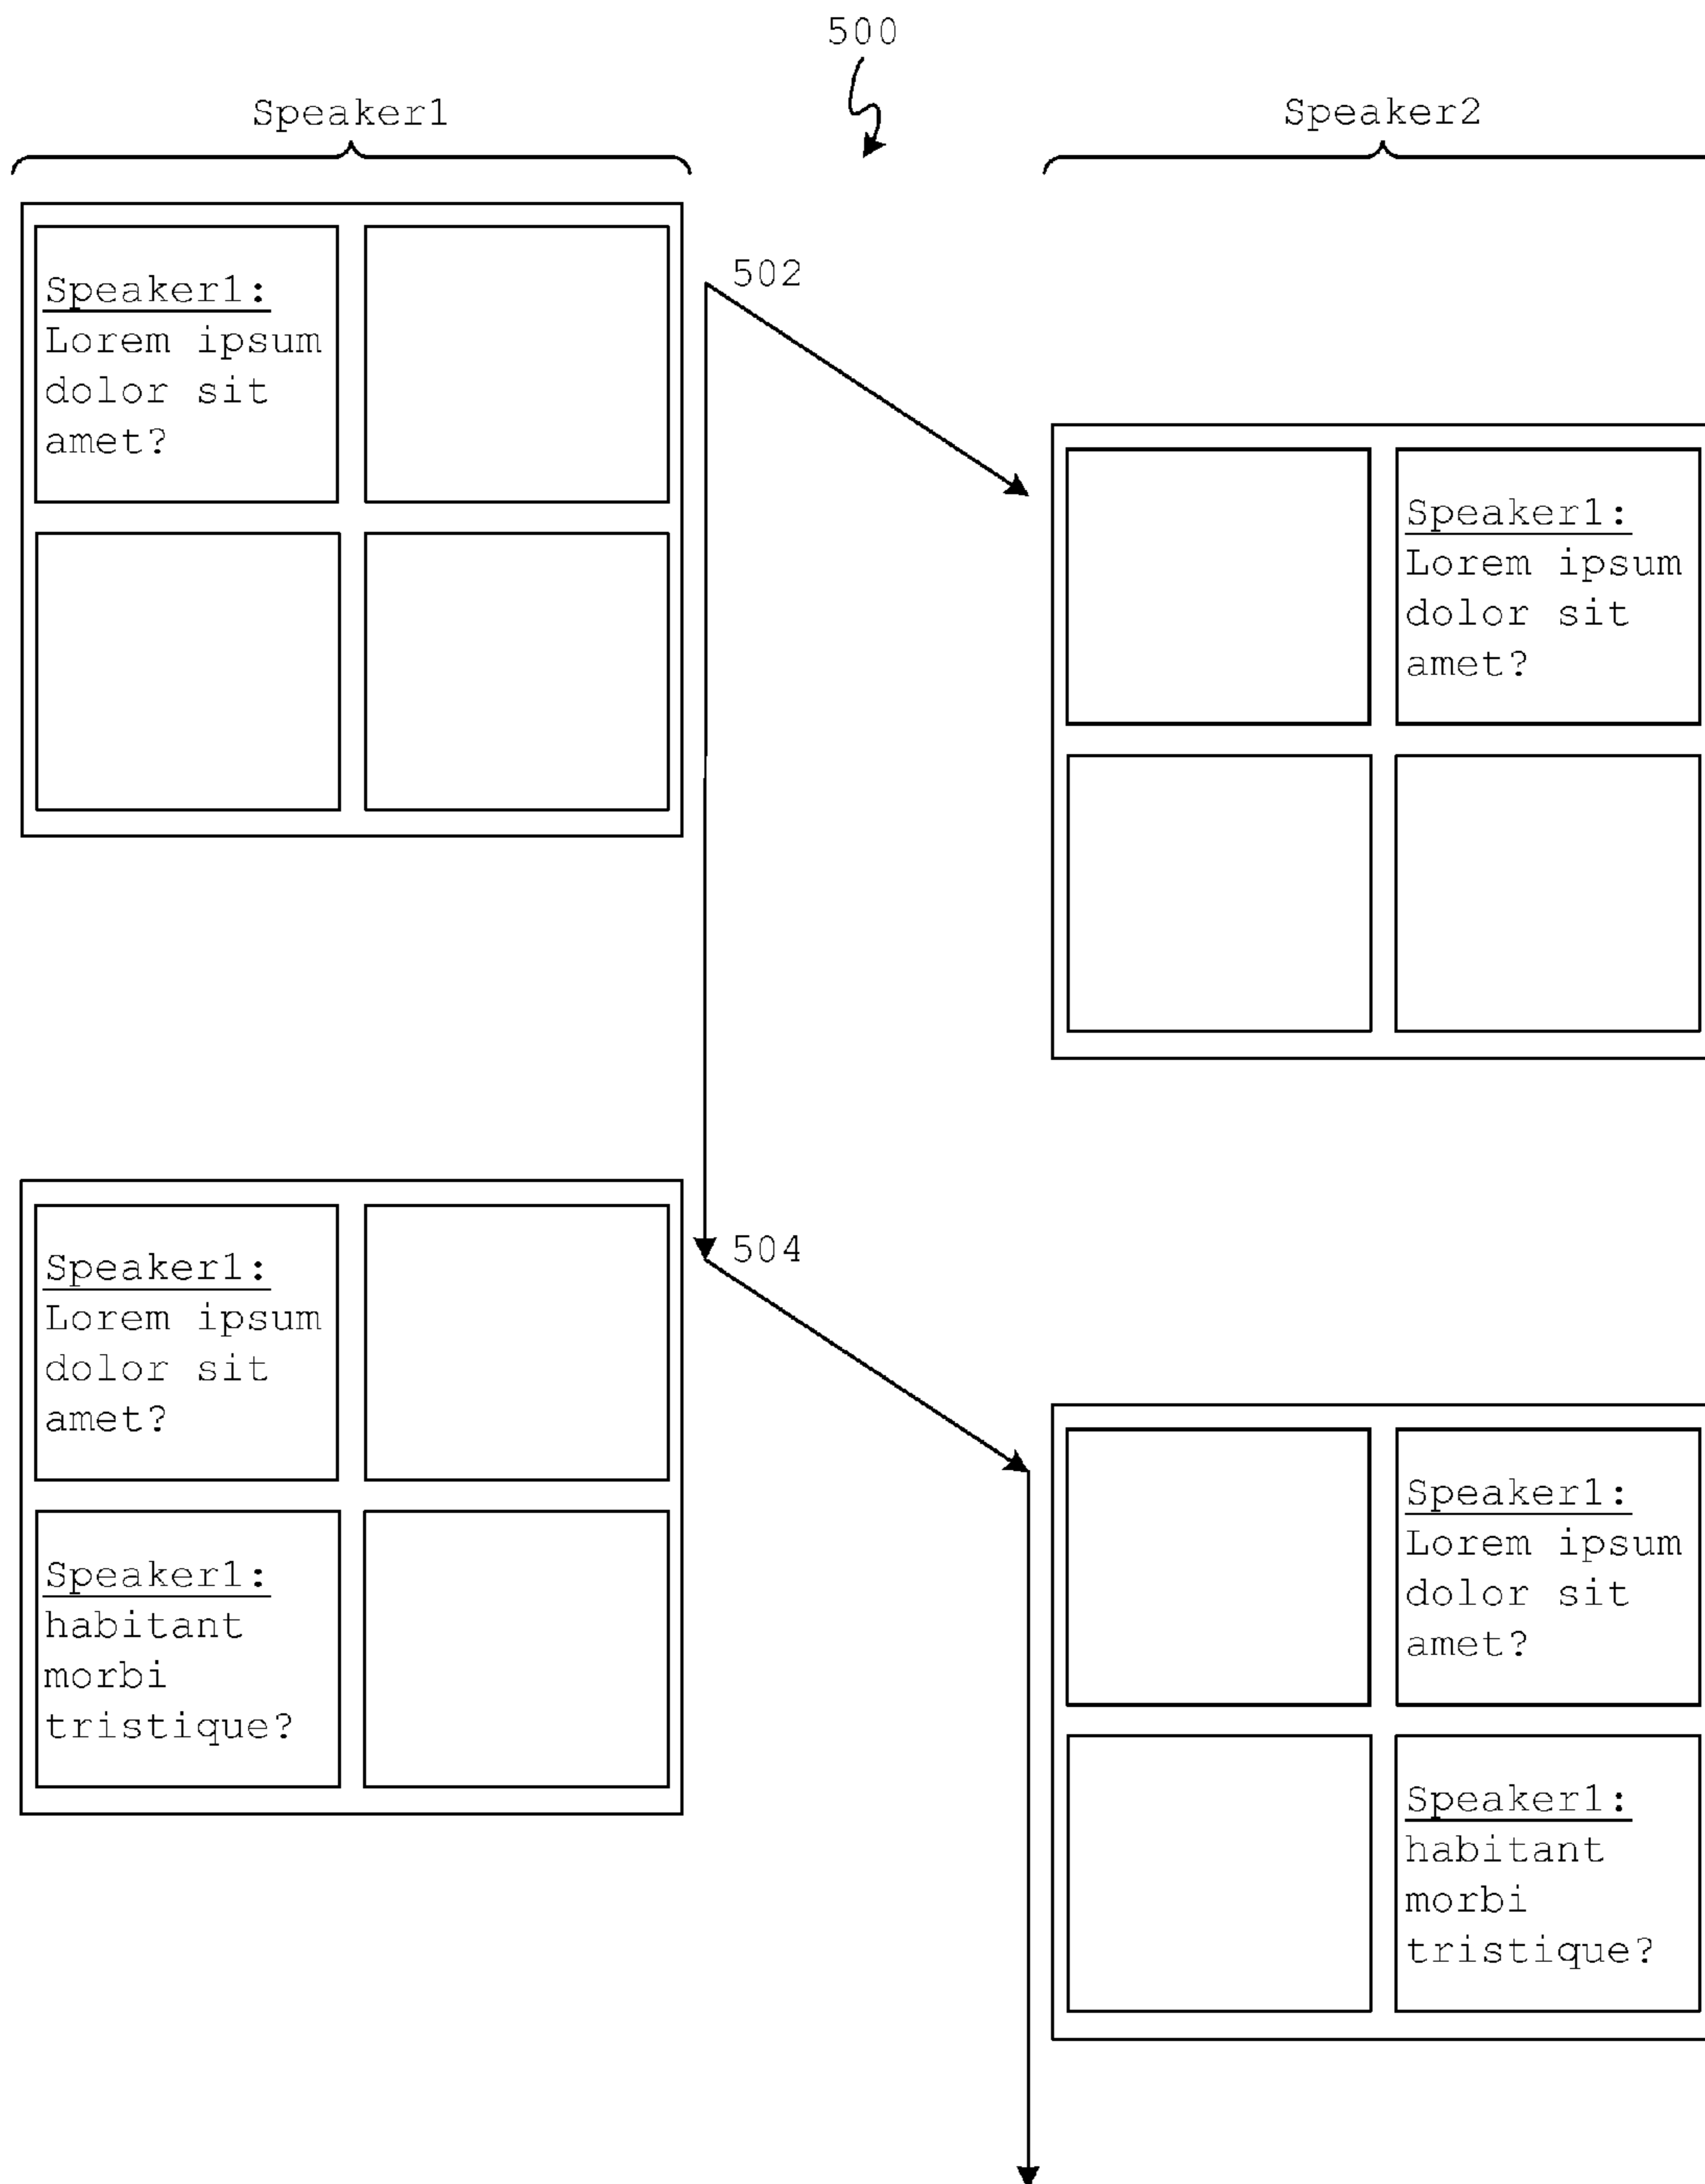 500
Speaker1
Speaker2
Speaker1:
Lorem ipsum
dolor sit
amet?
502
Speaker1:
Lorem ipsum
dolor sit
amet?
Speaker1:
Lorem ipsum
dolor sit
amet?
Speaker1:
habitant
morbi
tristique?
504
Speaker1:
Lorem ipsum
dolor sit
amet?
Speaker1:
habitant
morbi
tristique?